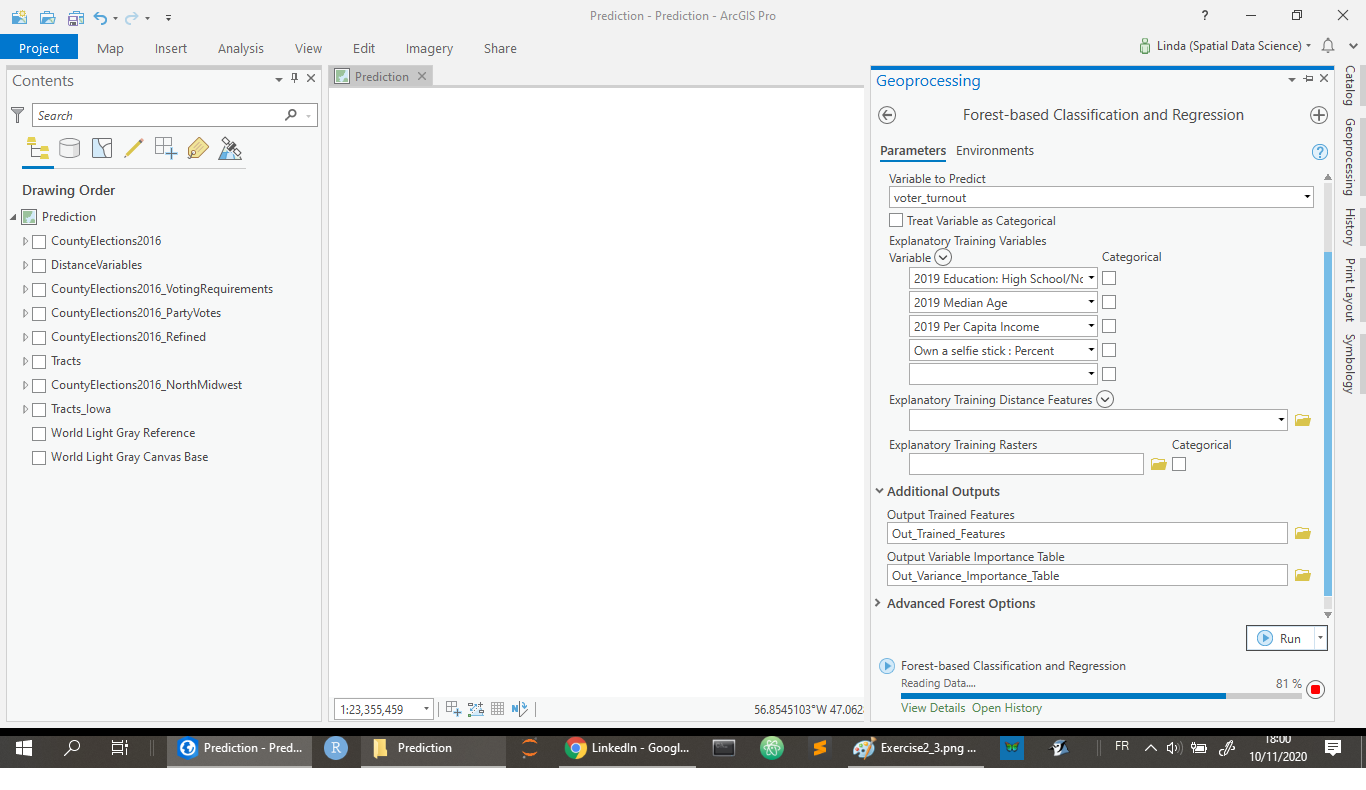 Prediction - Prediction - ArcGIS Pro
?
Project Map Insert Analysis View Edit Imagery Share
Linda (Spatial Data Science)
Contents
Search
Drawing Order
Prediction
CountyElections2016
DistanceVariables
CountyElections2016_VotingRequirements
CountyElections2016_PartyVotes
CountyElections2016_Refined
Tracts
CountyElections2016_NorthMidwest
Tracts_Iowa
World Light Gray Reference
World Light Gray Canvas Base
Prediction
1:23,355,459
56.8545103°W 47.062
Geoprocessing
Forest-based Classification and Regression
Parameters Environments
?
Variable to Predict
voter_turnout
Treat Variable as Categorical
Explanatory Training Variables
Variable Categorical
2019 Education: High School/No
2019 Median Age
2019 Per Capita Income
Own a selfie stick : Percent
Explanatory Training Distance Features
Explanatory Training Rasters Categorical
Additional Outputs
Output Trained Features
Out_Trained_Features
Output Variable Importance Table
Out_Variance_Importance_Table
Advanced Forest Options
Run
Forest-based Classification and Regression
Reading Data.... 81 %
View Details Open History
Catalog
Geoprocessing
History
Print Layout
Symbology
Prediction - Pred...
R
Prediction
LinkedIn - Googl...
Exercise2_3.png ...
FR
18:00
10/11/2020